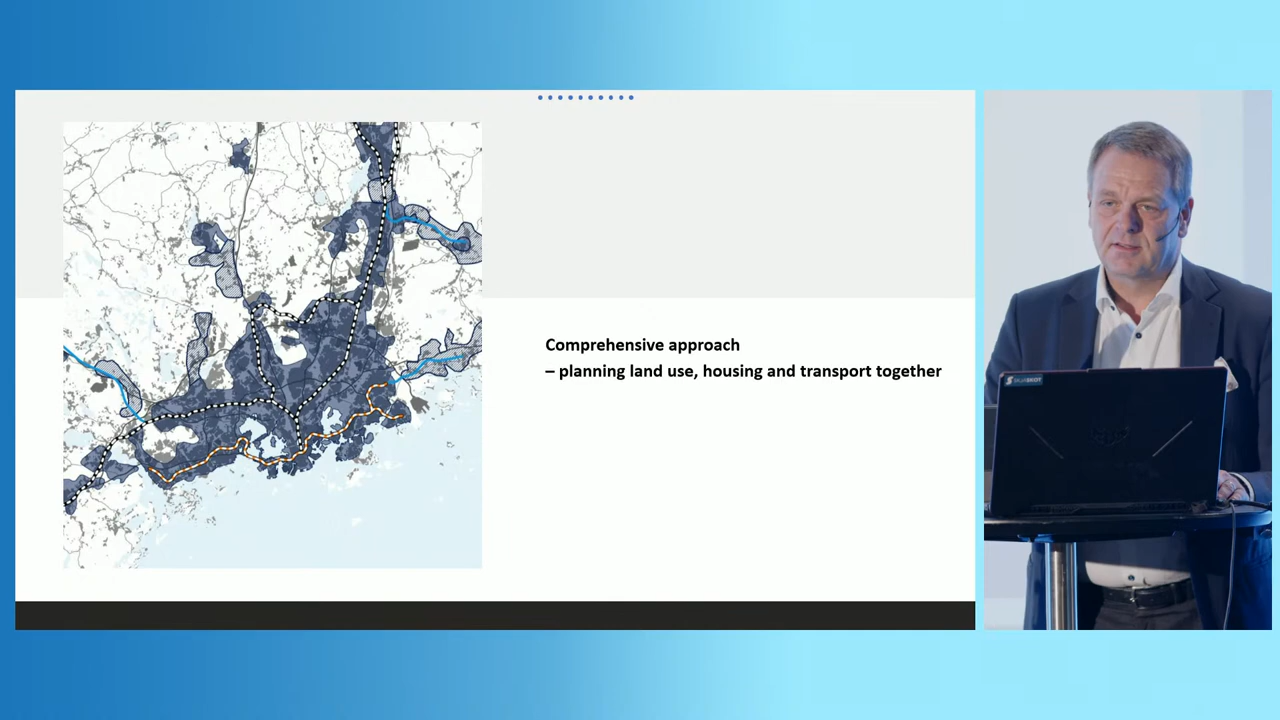 Comprehensive approach
– planning land use, housing and transport together